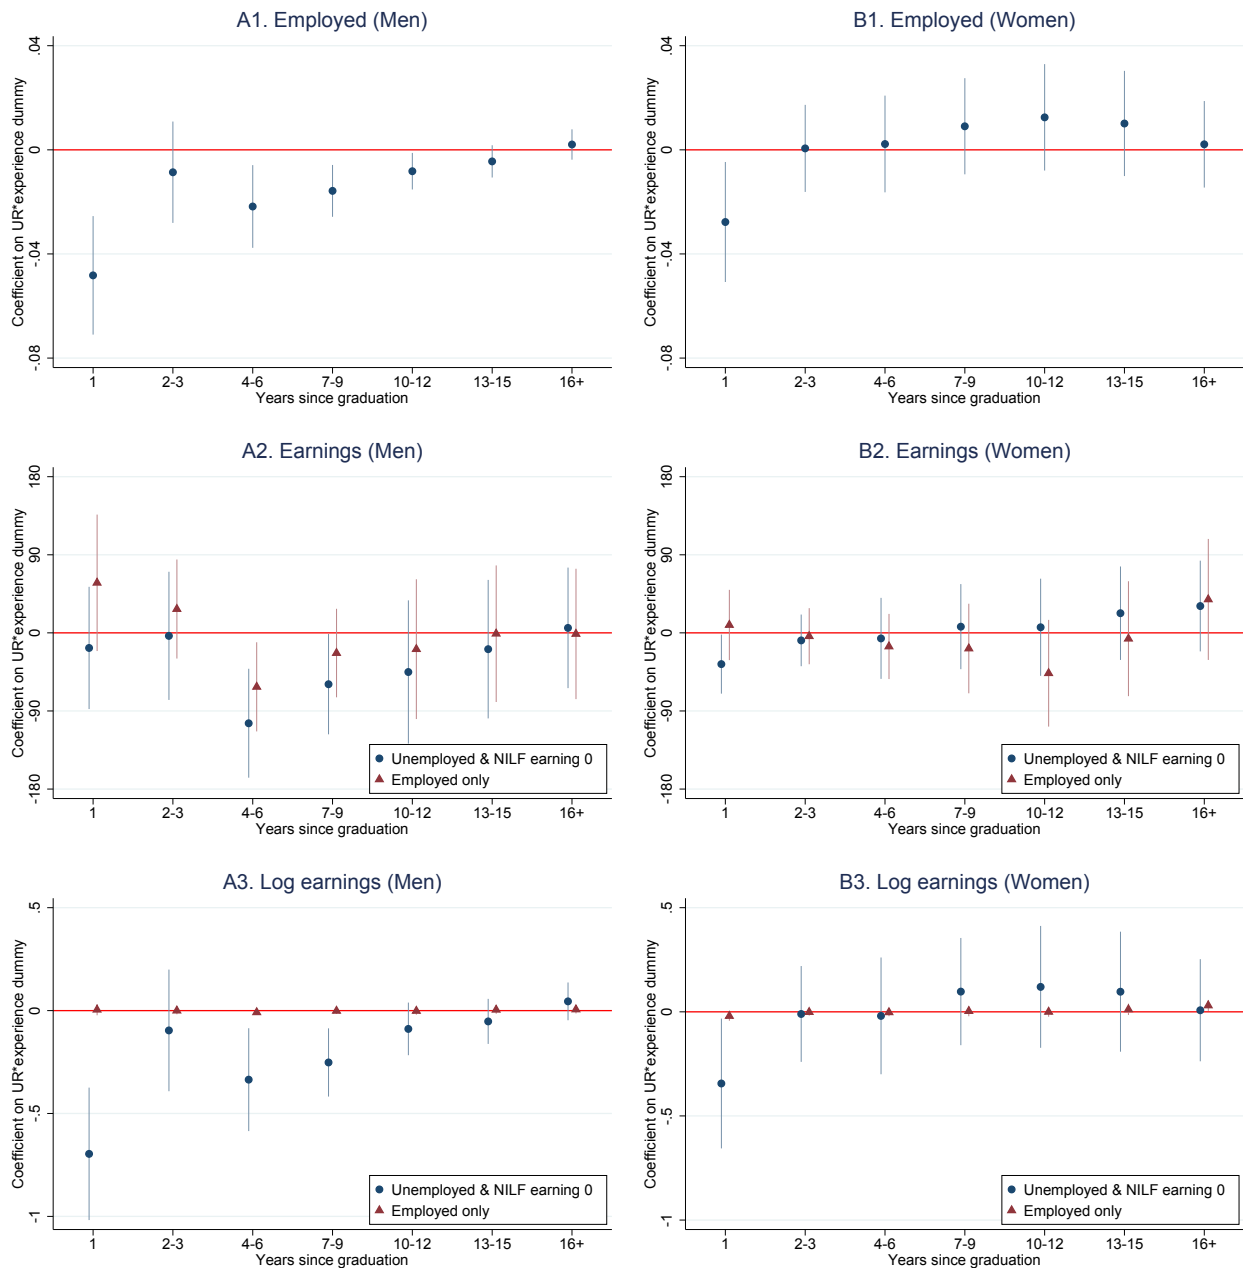 A1. Employed (Men)
Coefficient on UR*experience dummy
.04
0
-.04
-.08
1 2-3 4-6 7-9 10-12 13-15 16+
Years since graduation
B1. Employed (Women)
Coefficient on UR*experience dummy
.04
0
-.04
-.08
1 2-3 4-6 7-9 10-12 13-15 16+
Years since graduation
A2. Earnings (Men)
Coefficient on UR*experience dummy
180
90
0
-90
-180
Unemployed & NILF earning 0
Employed only
1 2-3 4-6 7-9 10-12 13-15 16+
Years since graduation
B2. Earnings (Women)
Coefficient on UR*experience dummy
180
90
0
-90
-180
Unemployed & NILF earning 0
Employed only
1 2-3 4-6 7-9 10-12 13-15 16+
Years since graduation
A3. Log earnings (Men)
Coefficient on UR*experience dummy
.5
0
-.5
-1
Unemployed & NILF earning 0
Employed only
1 2-3 4-6 7-9 10-12 13-15 16+
Years since graduation
B3. Log earnings (Women)
Coefficient on UR*experience dummy
.5
0
-.5
-1
Unemployed & NILF earning 0
Employed only
1 2-3 4-6 7-9 10-12 13-15 16+
Years since graduation